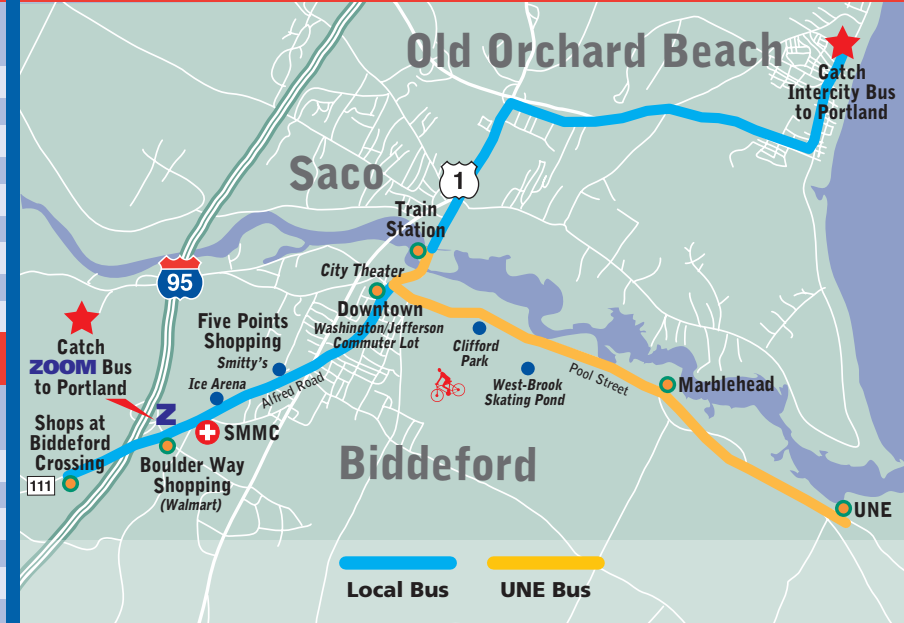 Old Orchard Beach
Catch
Intercity Bus
to Portland
Saco
1
Train
Station
95
City Theater
Downtown
Washington/Jefferson
Commuter Lot
Five Points
Shopping
Smitty's
Ice Arena
Alfred Road
Catch
ZOOM Bus
to Portland
Z
SMMC
Shops at
Biddeford
Crossing
111
Boulder Way
Shopping
(Walmart)
Clifford
Park
West-Brook
Skating Pond
Pool Street
Marblehead
Biddeford
UNE
Local Bus
UNE Bus